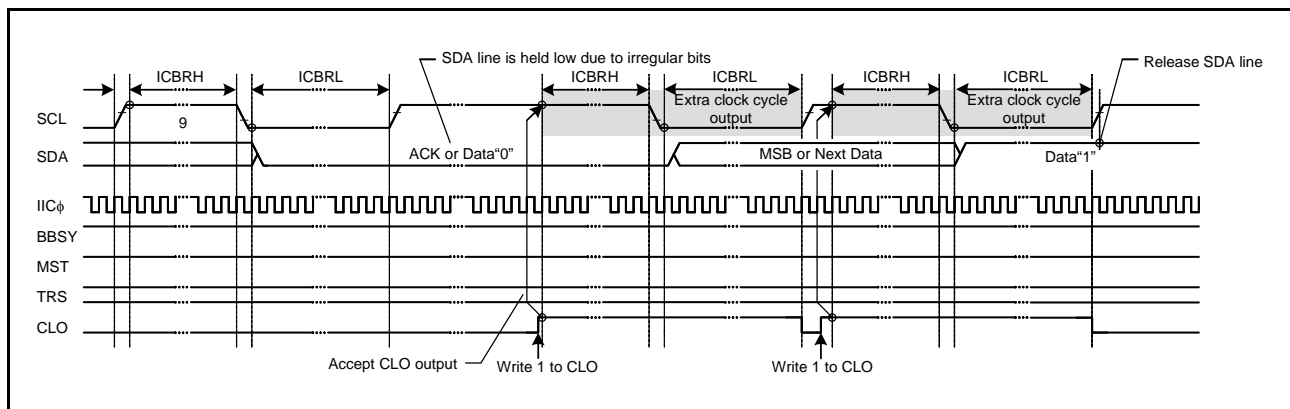 SDA line is held low due to irregular bits
Release SDA line
ICBRH
ICBRL
ICBRH
ICBRL
ICBRH
ICBRL
Extra clock cycle
output
Extra clock cycle
output
SCL
9
SDA
ACK or Data“0”
MSB or Next Data
Data“1”
IICϕ
BBSY
MST
TRS
CLO
Accept CLO output
Write 1 to CLO
Write 1 to CLO